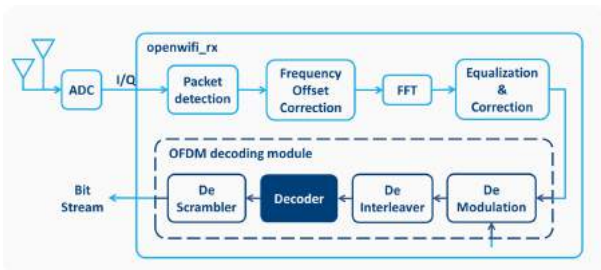 openwifi_rx
ADC
I/Q
Packet
detection
Frequency
Offset
Correction
FFT
Equalization
&
Correction
OFDM decoding module
Bit
Stream
De
Scrambler
Decoder
De
Interleaver
De
Modulation